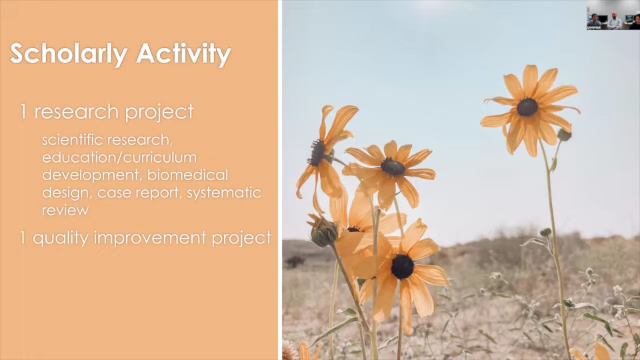 Scholarly Activity
1 research project
scientific research,
education/curriculum
development, biomedical
design, case report, systematic
review
1 quality improvement project